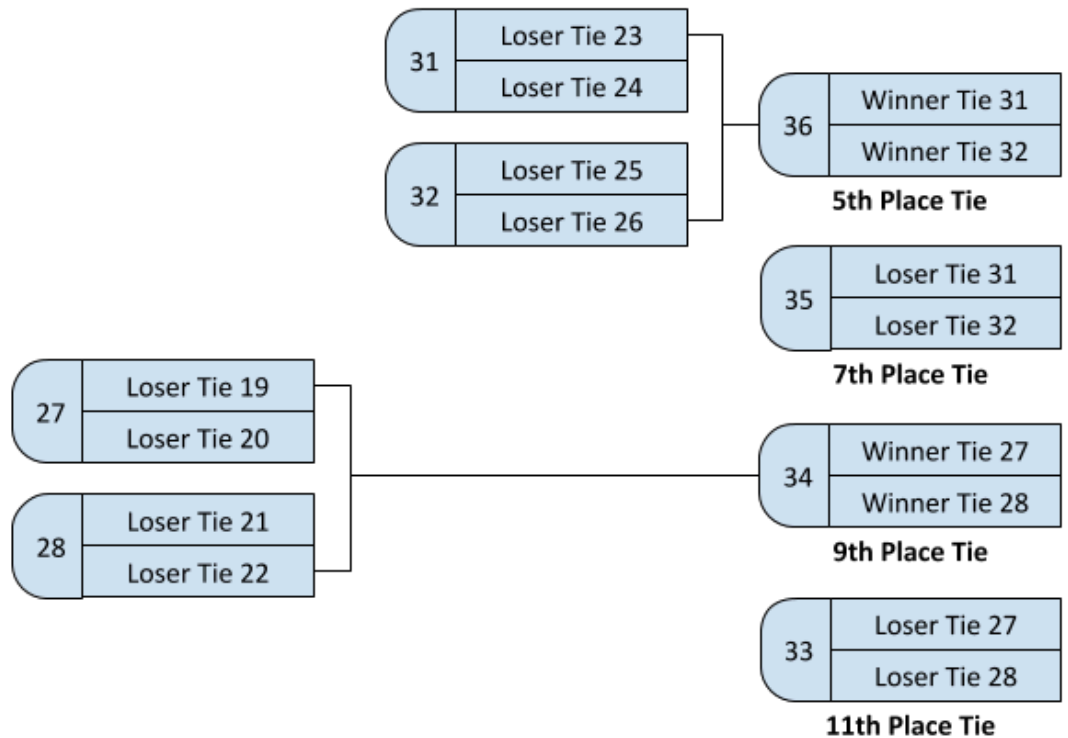 31
Loser Tie 23
Loser Tie 24
32
Loser Tie 25
Loser Tie 26
36
Winner Tie 31
Winner Tie 32
5th Place Tie
35
Loser Tie 31
Loser Tie 32
7th Place Tie
27
Loser Tie 19
Loser Tie 20
28
Loser Tie 21
Loser Tie 22
34
Winner Tie 27
Winner Tie 28
9th Place Tie
33
Loser Tie 27
Loser Tie 28
11th Place Tie